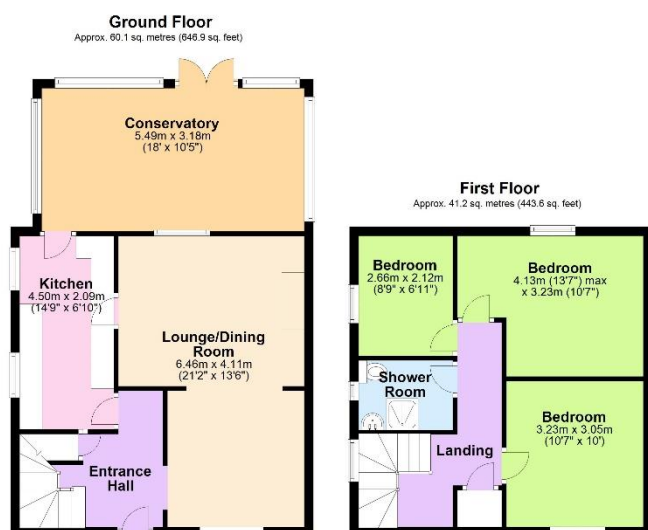 Ground Floor
Approx. 60.1 sq. metres (646.9 sq. feet)
Conservatory
5.49m x 3.18m
(18' x 10'5")
Kitchen
4.50m x 2.09m
(14'9" x 6'10")
Lounge/Dining
Room
6.46m x 4.11m
(21'2" x 13'6")
Entrance
Hall
First Floor
Approx. 41.2 sq. metres (443.6 sq. feet)
Bedroom
2.66m x 2.12m
(8'9" x 6'11")
Bedroom
4.13m (13'7") max
x 3.23m (10'7")
Shower
Room
Bedroom
3.23m x 3.05m
(10'7" x 10')
Landing